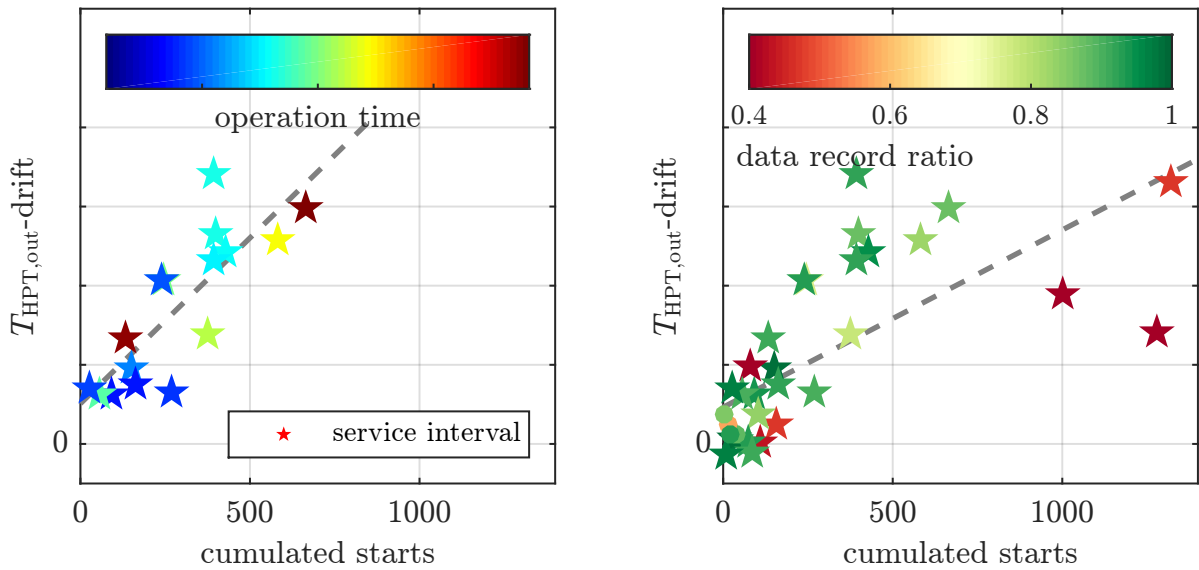 operation time
T_HPT,out-drift
0
service interval
0 500 1000
cumulated starts
0.4 0.6 0.8 1
data record ratio
T_HPT,out-drift
0
0 500 1000
cumulated starts